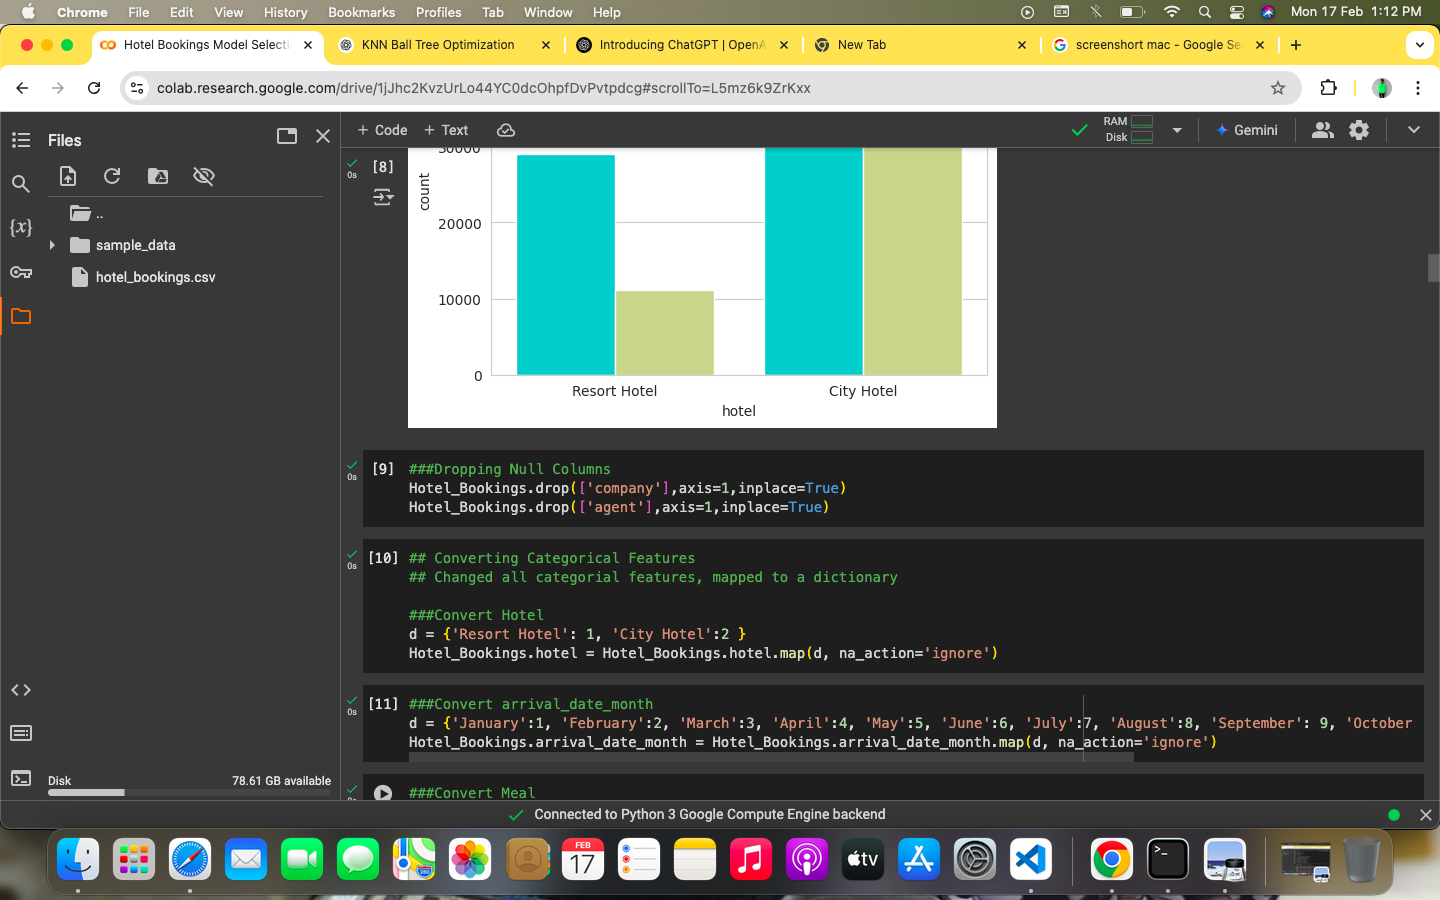 Chrome File Edit View History Bookmarks Profiles Tab Window Help Mon 17 Feb 1:12 PM
Hotel Bookings Model Selecti KNN Ball Tree Optimization Introducing ChatGPT | OpenA New Tab screenshort mac - Google Se
colab.research.google.com/drive/1jJhc2KvzUrLo44YC0dcOhpfDvPvtpdcg#scrollTo=L5mz6k9ZrKxx
Files
+ Code + Text
RAM
Disk
Gemini
..
sample_data
hotel_bookings.csv
Disk 78.61 GB available
[8]
0s
30000
count
20000
10000
0
Resort Hotel City Hotel
hotel
[9] ###Dropping Null Columns
0s
Hotel_Bookings.drop(['company'],axis=1,inplace=True)
Hotel_Bookings.drop(['agent'],axis=1,inplace=True)
[10] ## Converting Categorical Features
0s
## Changed all categorial features, mapped to a dictionary
###Convert Hotel
d = {'Resort Hotel': 1, 'City Hotel':2 }
Hotel_Bookings.hotel = Hotel_Bookings.hotel.map(d, na_action='ignore')
[11] ###Convert arrival_date_month
0s
d = {'January':1, 'February':2, 'March':3, 'April':4, 'May':5, 'June':6, 'July':7, 'August':8, 'September': 9, 'October
Hotel_Bookings.arrival_date_month = Hotel_Bookings.arrival_date_month.map(d, na_action='ignore')
###Convert Meal
Connected to Python 3 Google Compute Engine backend
FEB
17
tv
280